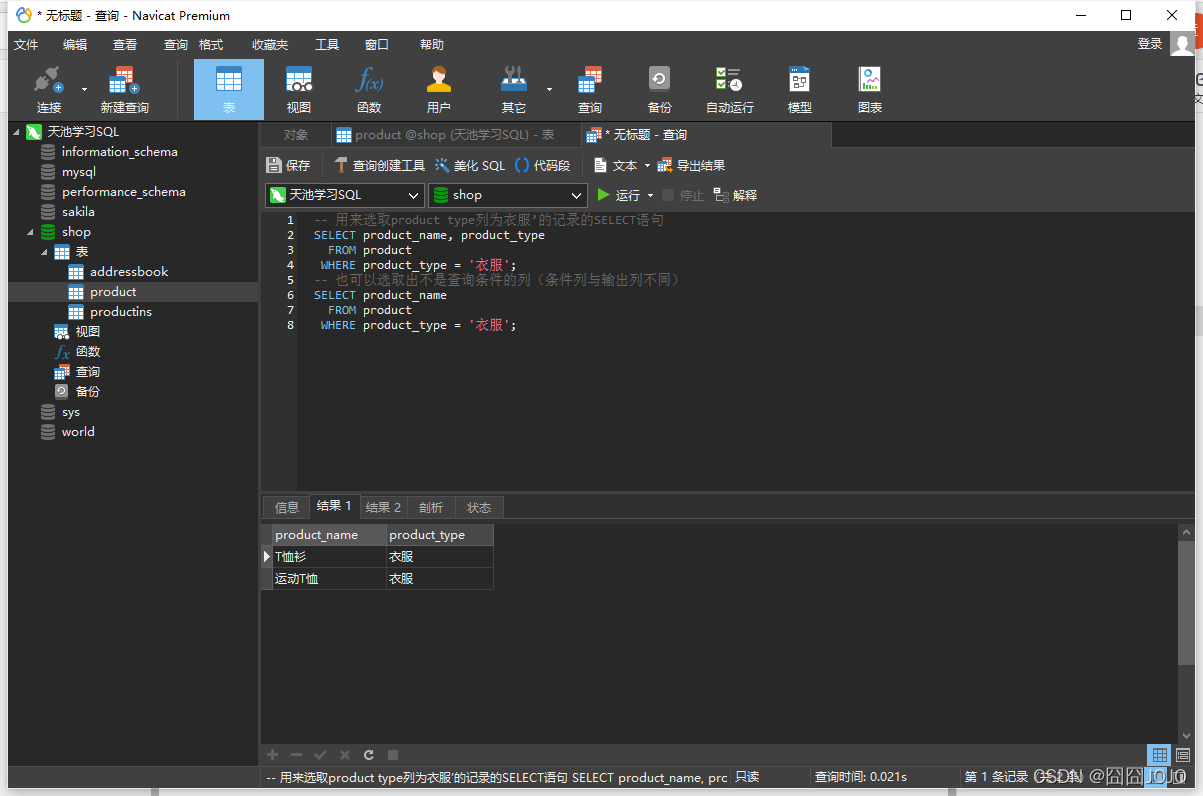 * 无标题 - 查询 - Navicat Premium
文件 编辑 查看 查询 格式 收藏夹 工具 窗口 帮助 登录
连接 新建查询 表 视图 函数 用户 其它 查询 备份 自动运行 模型 图表
天池学习SQL
information_schema
mysql
performance_schema
sakila
shop
表
addressbook
product
productins
视图
函数
查询
备份
sys
world
对象 product @shop (天池学习SQL) - 表 * 无标题 - 查询
保存 查询创建工具 美化 SQL 代码段 文本 导出结果
天池学习SQL shop 运行 停止 解释
1 -- 用来选取product type列为衣服’的记录的SELECT语句
2 SELECT product_name, product_type
3 FROM product
4 WHERE product_type = '衣服';
5 -- 也可以选取出不是查询条件的列（条件列与输出列不同）
6 SELECT product_name
7 FROM product
8 WHERE product_type = '衣服';
信息 结果 1 结果 2 剖析 状态
product_name product_type
T恤衫 衣服
运动T恤 衣服
-- 用来选取product type列为衣服’的记录的SELECT语句 SELECT product_name, prc 只读 查询时间: 0.021s 第 1 条记录 (共 2 条)
CSDN @囧囧JOJO